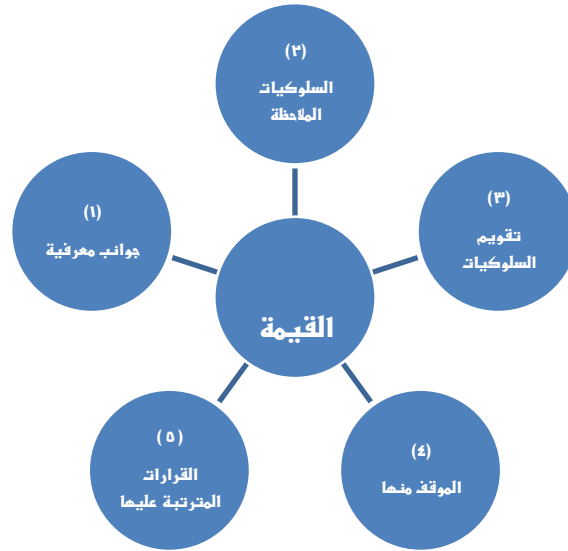 (٢)
السلوكيات
الملاحظة
(١)
جوانب معرفية
(٣)
تقويم
السلوكيات
القيمة
(٤)
الموقف منها
(٥)
القرارات
المترتبة عليها